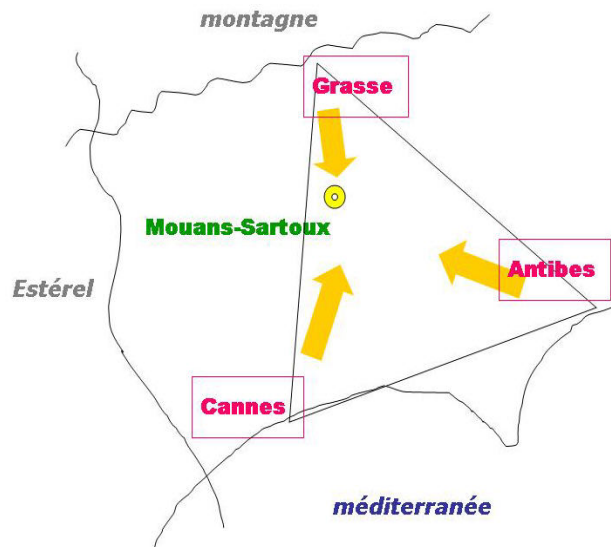 montagne
Grasse
Mouans-Sartoux
Antibes
Estérel
Cannes
méditerranée